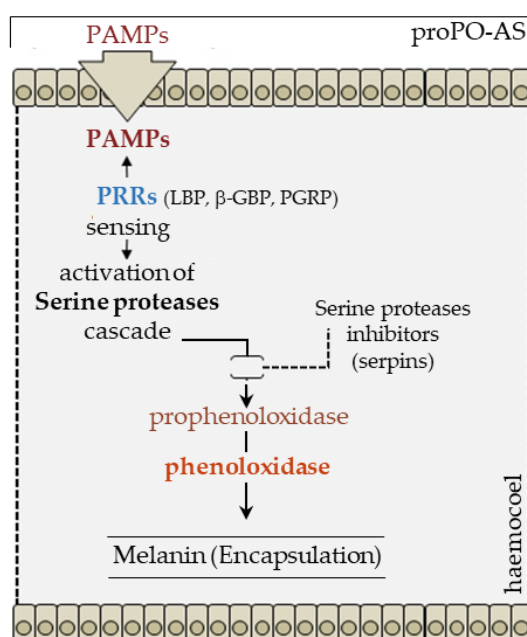 PAMPs
proPO-AS
PAMPs
PRRs (LBP, β-GBP, PGRP)
sensing
activation of
Serine proteases
cascade
Serine proteases
inhibitors
(serpins)
prophenoloxidase
phenoloxidase
Melanin (Encapsulation)
haemocoel